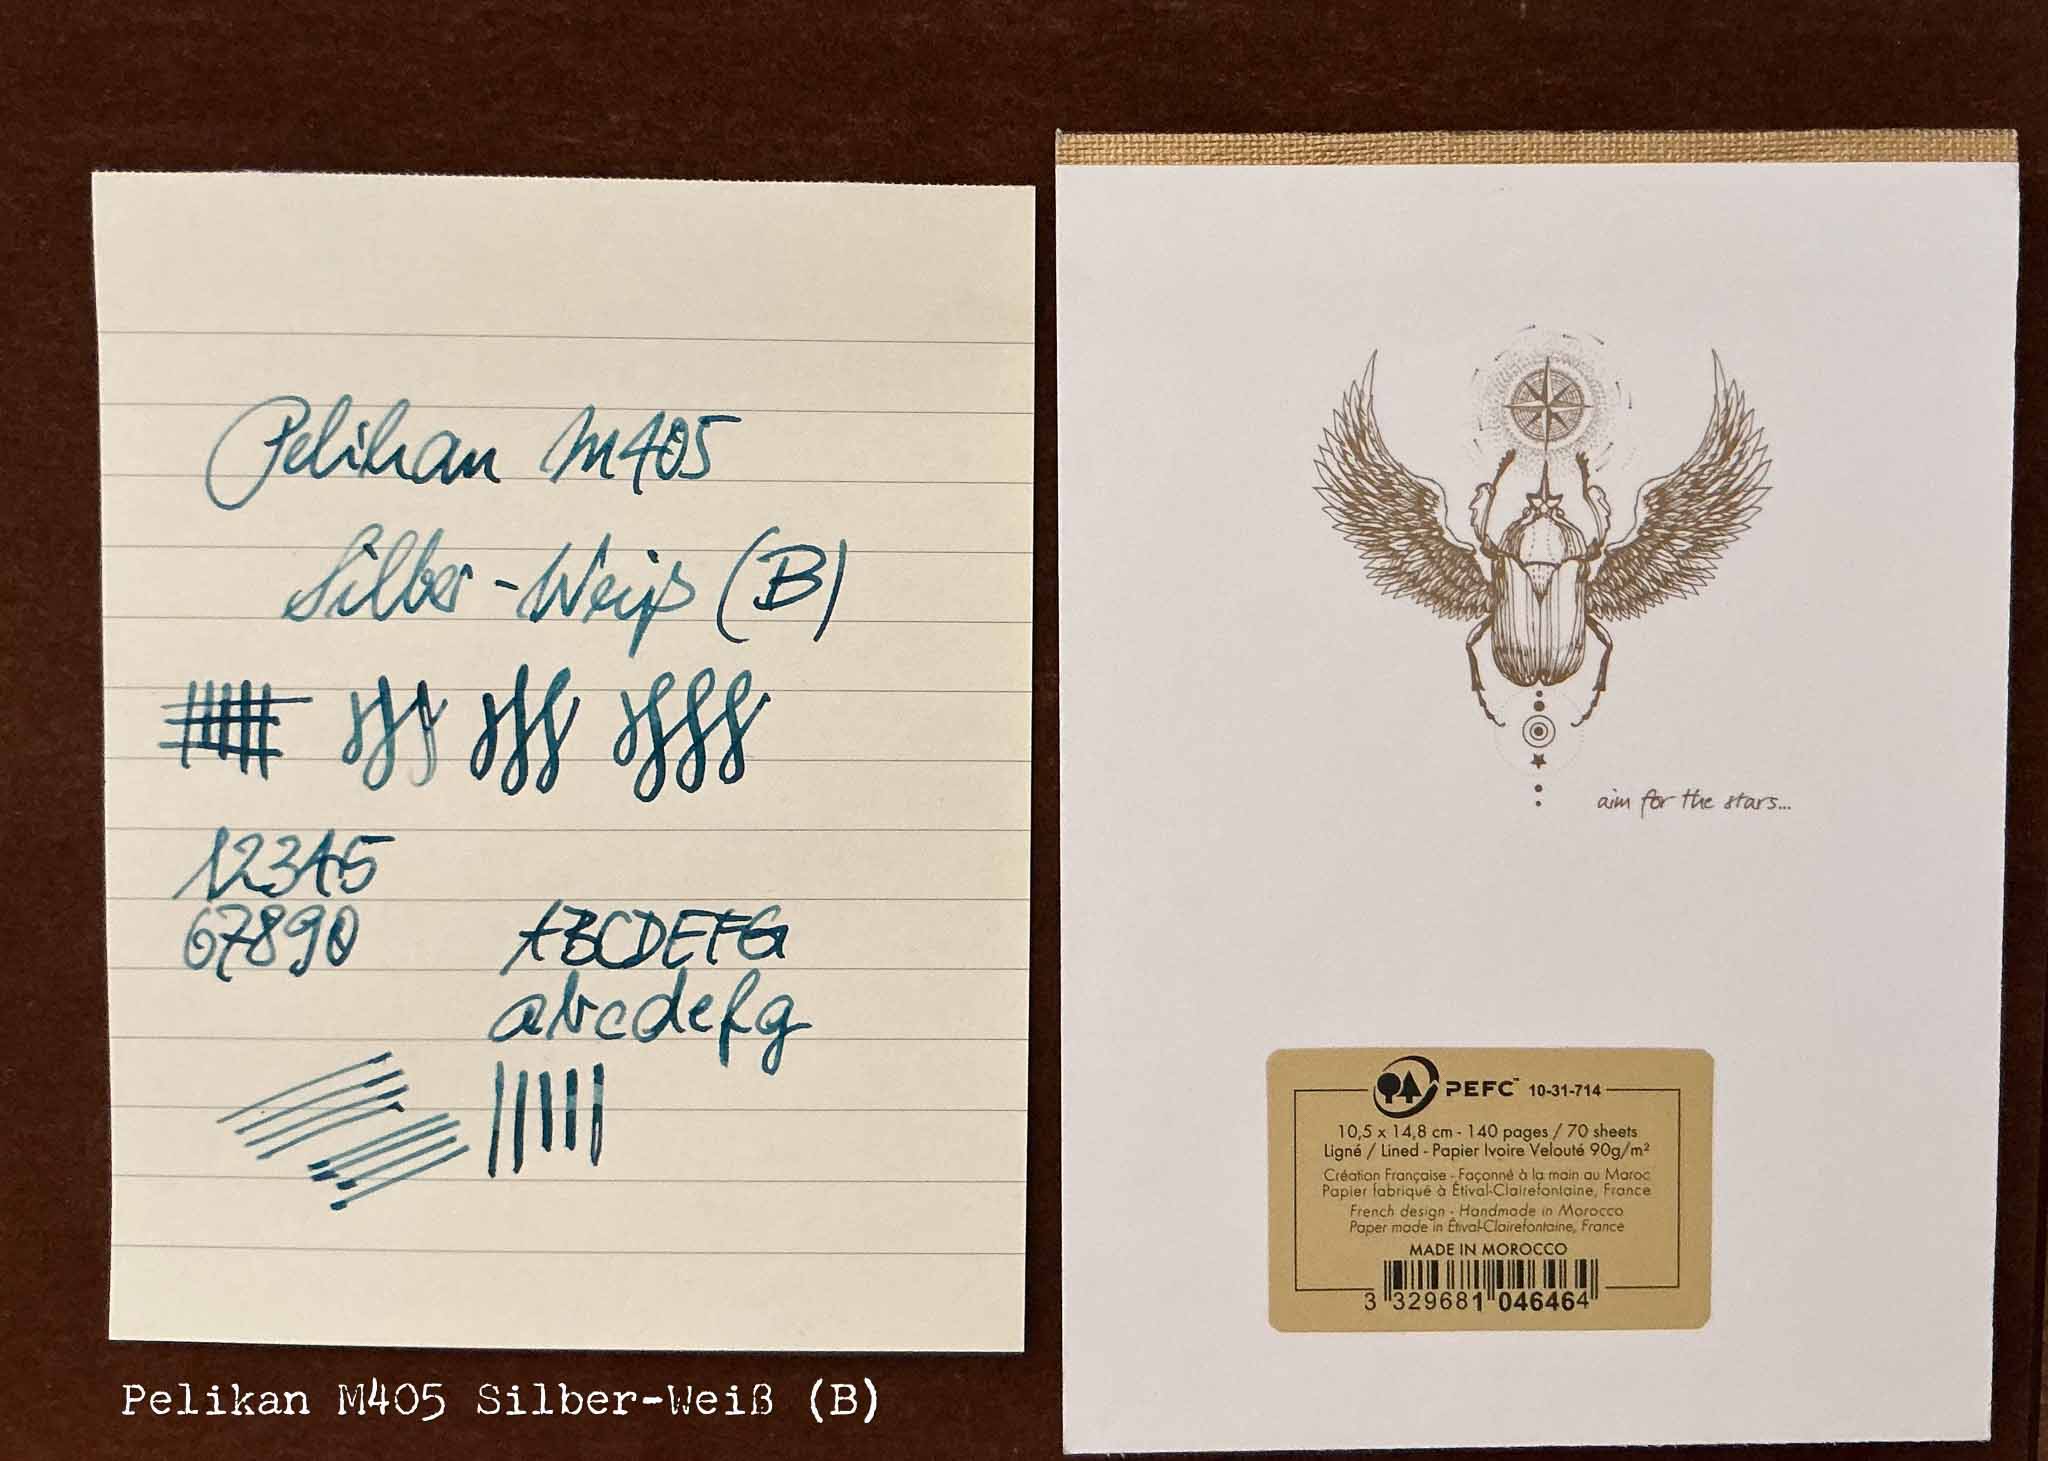 Pelikan M405
Silber-Weiß (B)
12345
67890
ABCDEFG
abcdefg
aim for the stars...
PEFC™ 10-31-714
10,5 x 14,8 cm - 140 pages / 70 sheets
Ligné / Lined - Papier Ivoire Velouté 90g/m²
Création Française - Façonné à la main au Maroc
Papier fabriqué à Étival-Clairefontaine, France
French design - Handmade in Morocco
Paper made in Étival-Clairefontaine, France
MADE IN MOROCCO
3 329681 046464
Pelikan M405 Silber-Weiß (B)